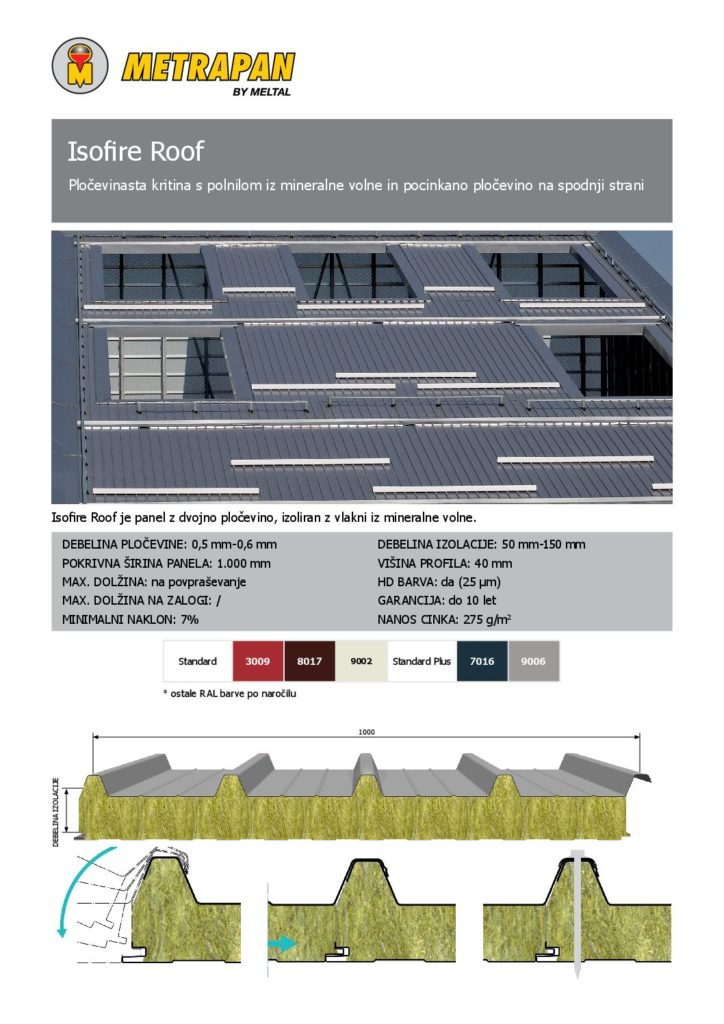 M
METRAPAN
BY MELTAL
Isofire Roof
Pločevinasta kritina s polnilom iz mineralne volne in pocinkano pločevino na spodnji strani
Isofire Roof je panel z dvojno pločevino, izoliran z vlakni iz mineralne volne.
DEBELINA PLOČEVINE: 0,5 mm-0,6 mm
POKRIVNA ŠIRINA PANELA: 1.000 mm
MAX. DOLŽINA: na povpraševanje
MAX. DOLŽINA NA ZALOGI: /
MINIMALNI NAKLON: 7%
DEBELINA IZOLACIJE: 50 mm-150 mm
VIŠINA PROFILA: 40 mm
HD BARVA: da (25 µm)
GARANCIJA: do 10 let
NANOS CINKA: 275 g/m²
Standard 3009 8017 9002 Standard Plus 7016 9006
* ostale RAL barve po naročilu
1000
DEBELINA IZOLACIJE